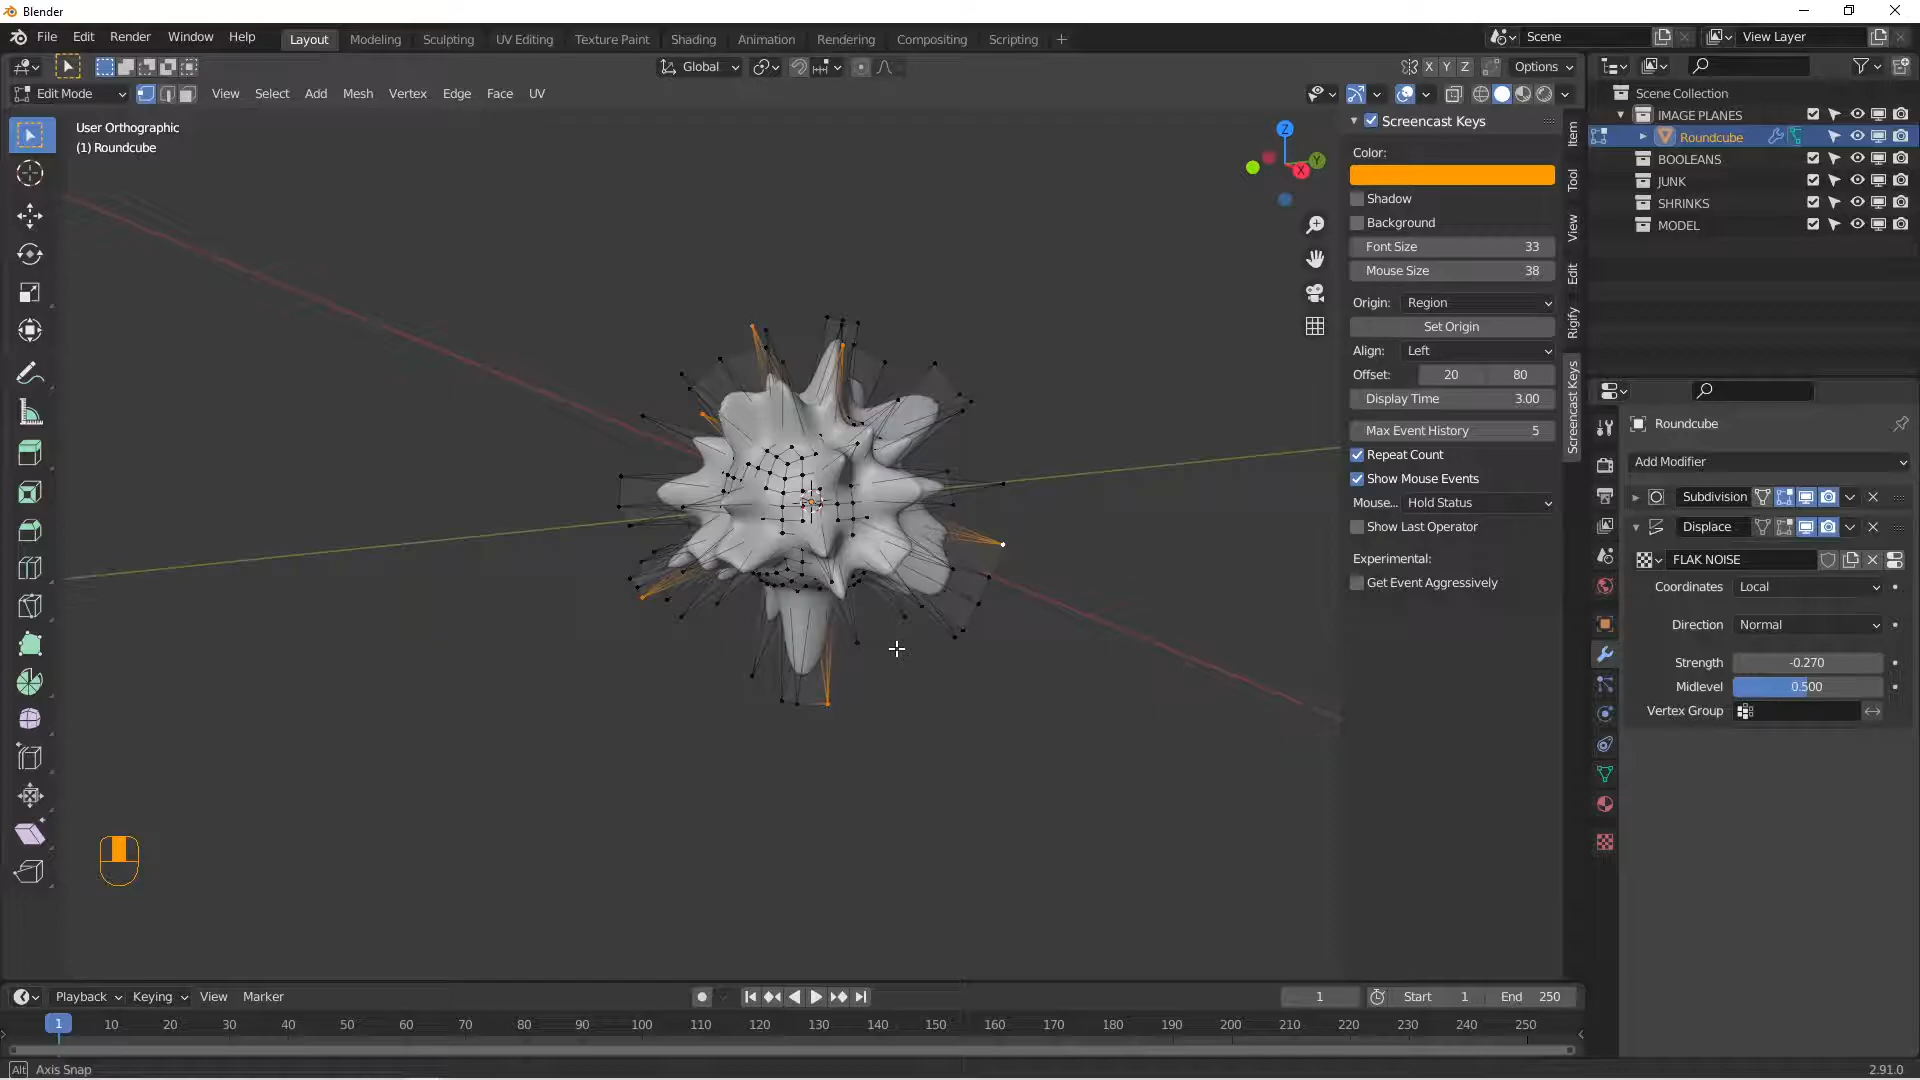 Blender
File Edit Render Window Help Layout Modeling Sculpting UV Editing Texture Paint Shading Animation Rendering Compositing Scripting + Scene View Layer
Global X Y Z Options
Edit Mode View Select Add Mesh Vertex Edge Face UV
User Orthographic
(1) Roundcube
Z
Y
X
Screencast Keys
Color:
Shadow
Background
Font Size 33
Mouse Size 38
Origin: Region
Set Origin
Align: Left
Offset: 20 80
Display Time 3.00
Max Event History 5
Repeat Count
Show Mouse Events
Mouse... Hold Status
Show Last Operator
Experimental:
Get Event Aggressively
Item
Tool
View
Edit
Rigify
Screencast Keys
Scene Collection
IMAGE PLANES
Roundcube
BOOLEANS
JUNK
SHRINKS
MODEL
Roundcube
Add Modifier
Subdivision
Displace
FLAK NOISE
Coordinates Local
Direction Normal
Strength -0.270
Midlevel 0.500
Vertex Group
Playback Keying View Marker 1 Start 1 End 250
1 10 20 30 40 50 60 70 80 90 100 110 120 130 140 150 160 170 180 190 200 210 220 230 240 250
Alt Axis Snap 2.91.0